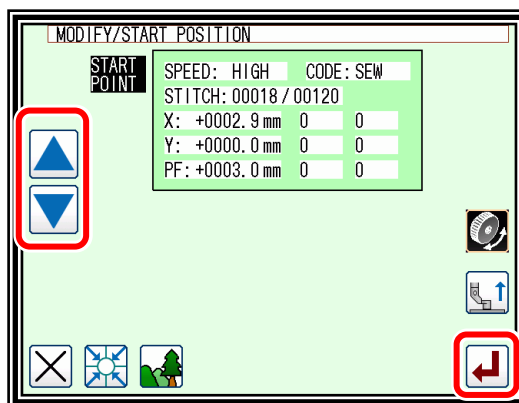 MODIFY/START POSITION
START
POINT
SPEED: HIGH CODE: SEW
STITCH: 00018 / 00120
X: +0002.9 mm 0 0
Y: +0000.0 mm 0 0
PF: +0003.0 mm 0 0